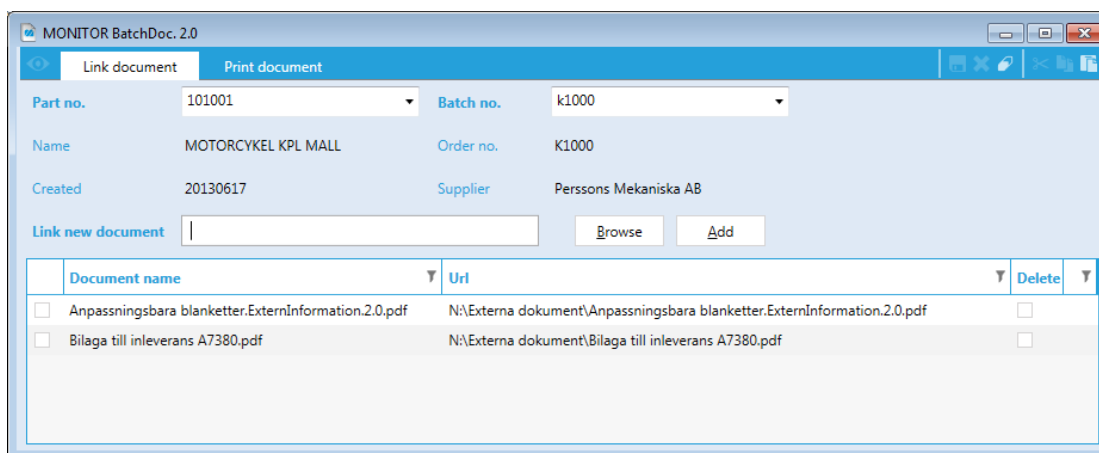 MONITOR BatchDoc. 2.0
Link document Print document
Part no. 101001 Batch no. k1000
Name MOTORCYKEL KPL MALL Order no. K1000
Created 20130617 Supplier Perssons Mekaniska AB
Link new document Browse Add
Document name Url Delete
Anpassningsbara blanketter.ExternInformation.2.0.pdf N:\Externa dokument\Anpassningsbara blanketter.ExternInformation.2.0.pdf
Bilaga till inleverans A7380.pdf N:\Externa dokument\Bilaga till inleverans A7380.pdf